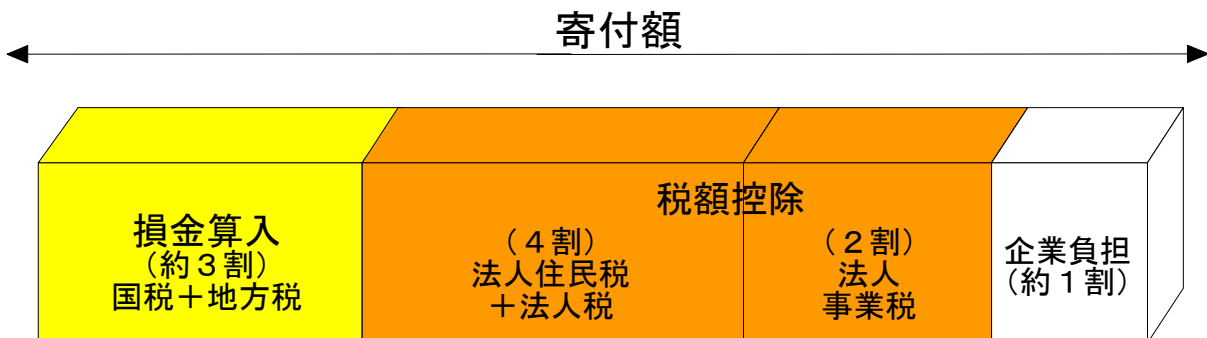 寄付額
税額控除
損金算入
（約３割）
国税＋地方税
（４割）
法人住民税
＋法人税
（２割）
法人
事業税
企業負担
（約１割）